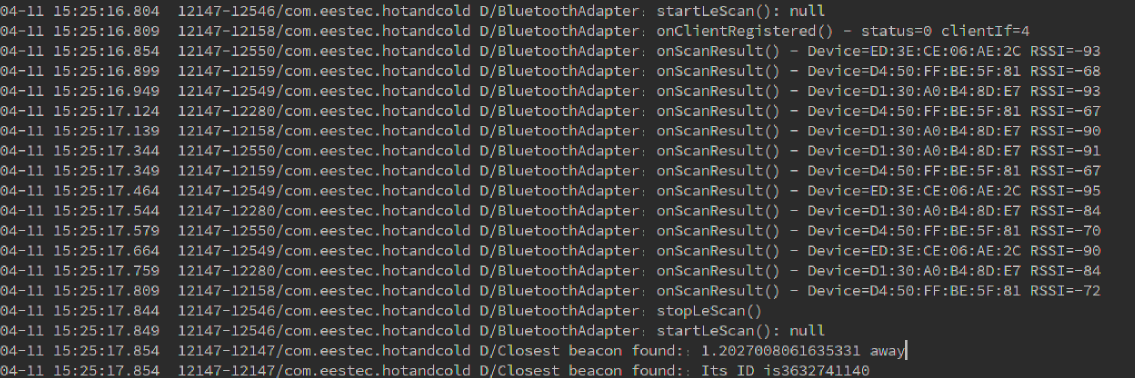 04-11 15:25:16.804 12147-12546/com.eestec.hotandcold D/BluetoothAdapter: startLeScan(): null
04-11 15:25:16.809 12147-12158/com.eestec.hotandcold D/BluetoothAdapter: onClientRegistered() - status=0 clientIf=4
04-11 15:25:16.854 12147-12550/com.eestec.hotandcold D/BluetoothAdapter: onScanResult() - Device=ED:3E:CE:06:AE:2C RSSI=-93
04-11 15:25:16.899 12147-12159/com.eestec.hotandcold D/BluetoothAdapter: onScanResult() - Device=D4:50:FF:BE:5F:81 RSSI=-68
04-11 15:25:16.949 12147-12549/com.eestec.hotandcold D/BluetoothAdapter: onScanResult() - Device=D1:30:A0:B4:8D:E7 RSSI=-93
04-11 15:25:17.124 12147-12280/com.eestec.hotandcold D/BluetoothAdapter: onScanResult() - Device=D4:50:FF:BE:5F:81 RSSI=-67
04-11 15:25:17.139 12147-12158/com.eestec.hotandcold D/BluetoothAdapter: onScanResult() - Device=D1:30:A0:B4:8D:E7 RSSI=-90
04-11 15:25:17.344 12147-12550/com.eestec.hotandcold D/BluetoothAdapter: onScanResult() - Device=D1:30:A0:B4:8D:E7 RSSI=-91
04-11 15:25:17.349 12147-12159/com.eestec.hotandcold D/BluetoothAdapter: onScanResult() - Device=D4:50:FF:BE:5F:81 RSSI=-67
04-11 15:25:17.464 12147-12549/com.eestec.hotandcold D/BluetoothAdapter: onScanResult() - Device=ED:3E:CE:06:AE:2C RSSI=-95
04-11 15:25:17.544 12147-12280/com.eestec.hotandcold D/BluetoothAdapter: onScanResult() - Device=D1:30:A0:B4:8D:E7 RSSI=-84
04-11 15:25:17.579 12147-12550/com.eestec.hotandcold D/BluetoothAdapter: onScanResult() - Device=D4:50:FF:BE:5F:81 RSSI=-70
04-11 15:25:17.664 12147-12549/com.eestec.hotandcold D/BluetoothAdapter: onScanResult() - Device=ED:3E:CE:06:AE:2C RSSI=-90
04-11 15:25:17.759 12147-12280/com.eestec.hotandcold D/BluetoothAdapter: onScanResult() - Device=D1:30:A0:B4:8D:E7 RSSI=-84
04-11 15:25:17.809 12147-12158/com.eestec.hotandcold D/BluetoothAdapter: onScanResult() - Device=D4:50:FF:BE:5F:81 RSSI=-72
04-11 15:25:17.844 12147-12546/com.eestec.hotandcold D/BluetoothAdapter: stopLeScan()
04-11 15:25:17.849 12147-12546/com.eestec.hotandcold D/BluetoothAdapter: startLeScan(): null
04-11 15:25:17.854 12147-12147/com.eestec.hotandcold D/Closest beacon found:: 1.2027008061635331 away
04-11 15:25:17.854 12147-12147/com.eestec.hotandcold D/Closest beacon found:: Its ID is3632741140